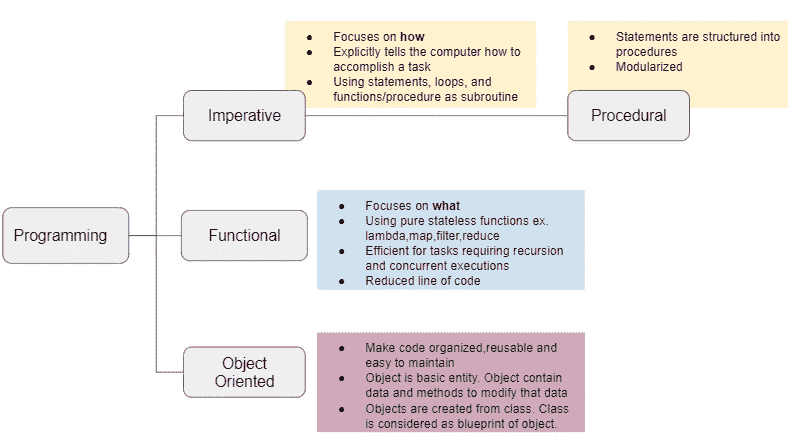 ● Focuses on how
● Explicitly tells the computer how to
accomplish a task
● Using statements, loops, and
functions/procedure as subroutine
● Statements are structured into
procedures
● Modularized
Imperative
Procedural
● Focuses on what
● Using pure stateless functions ex.
lambda,map,filter,reduce
● Efficient for tasks requiring recursion
and concurrent executions
● Reduced line of code
Programming
Functional
● Make code organized,reusable and
easy to maintain
● Object is basic entity. Object contain
data and methods to modify that data
● Objects are created from class. Class
is considered as blueprint of object.
Object
Oriented